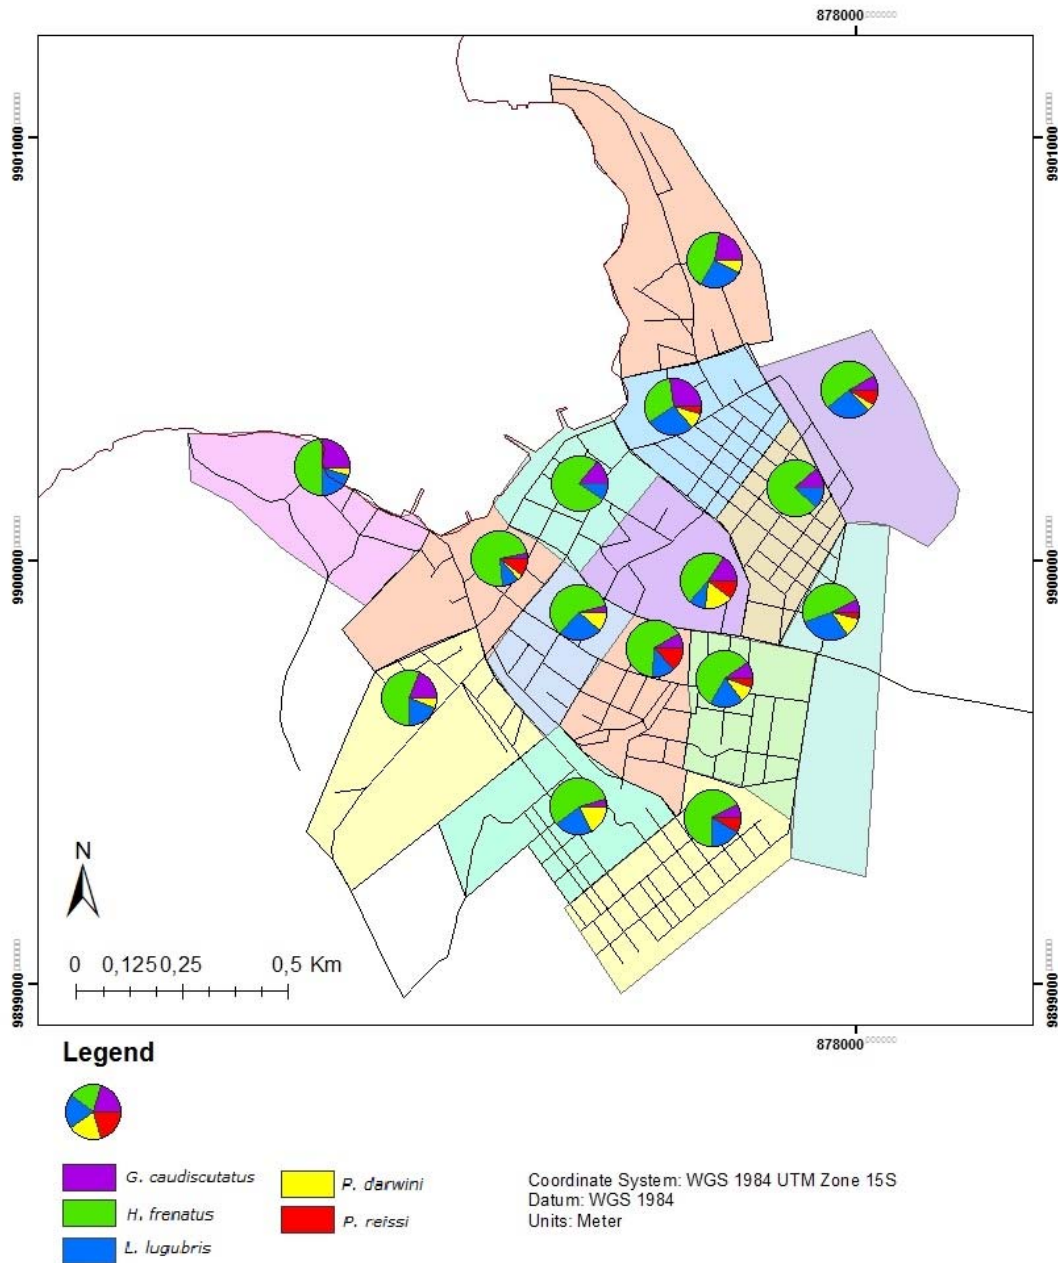 878000
9901000
9901000
9900000
9900000
N
0 0,125 0,25 0,5 Km
9899000
9899000
878000
Legend
G. caudiscutatus
H. frenatus
L. lugubris
P. darwini
P. reissi
Coordinate System: WGS 1984 UTM Zone 15S
Datum: WGS 1984
Units: Meter